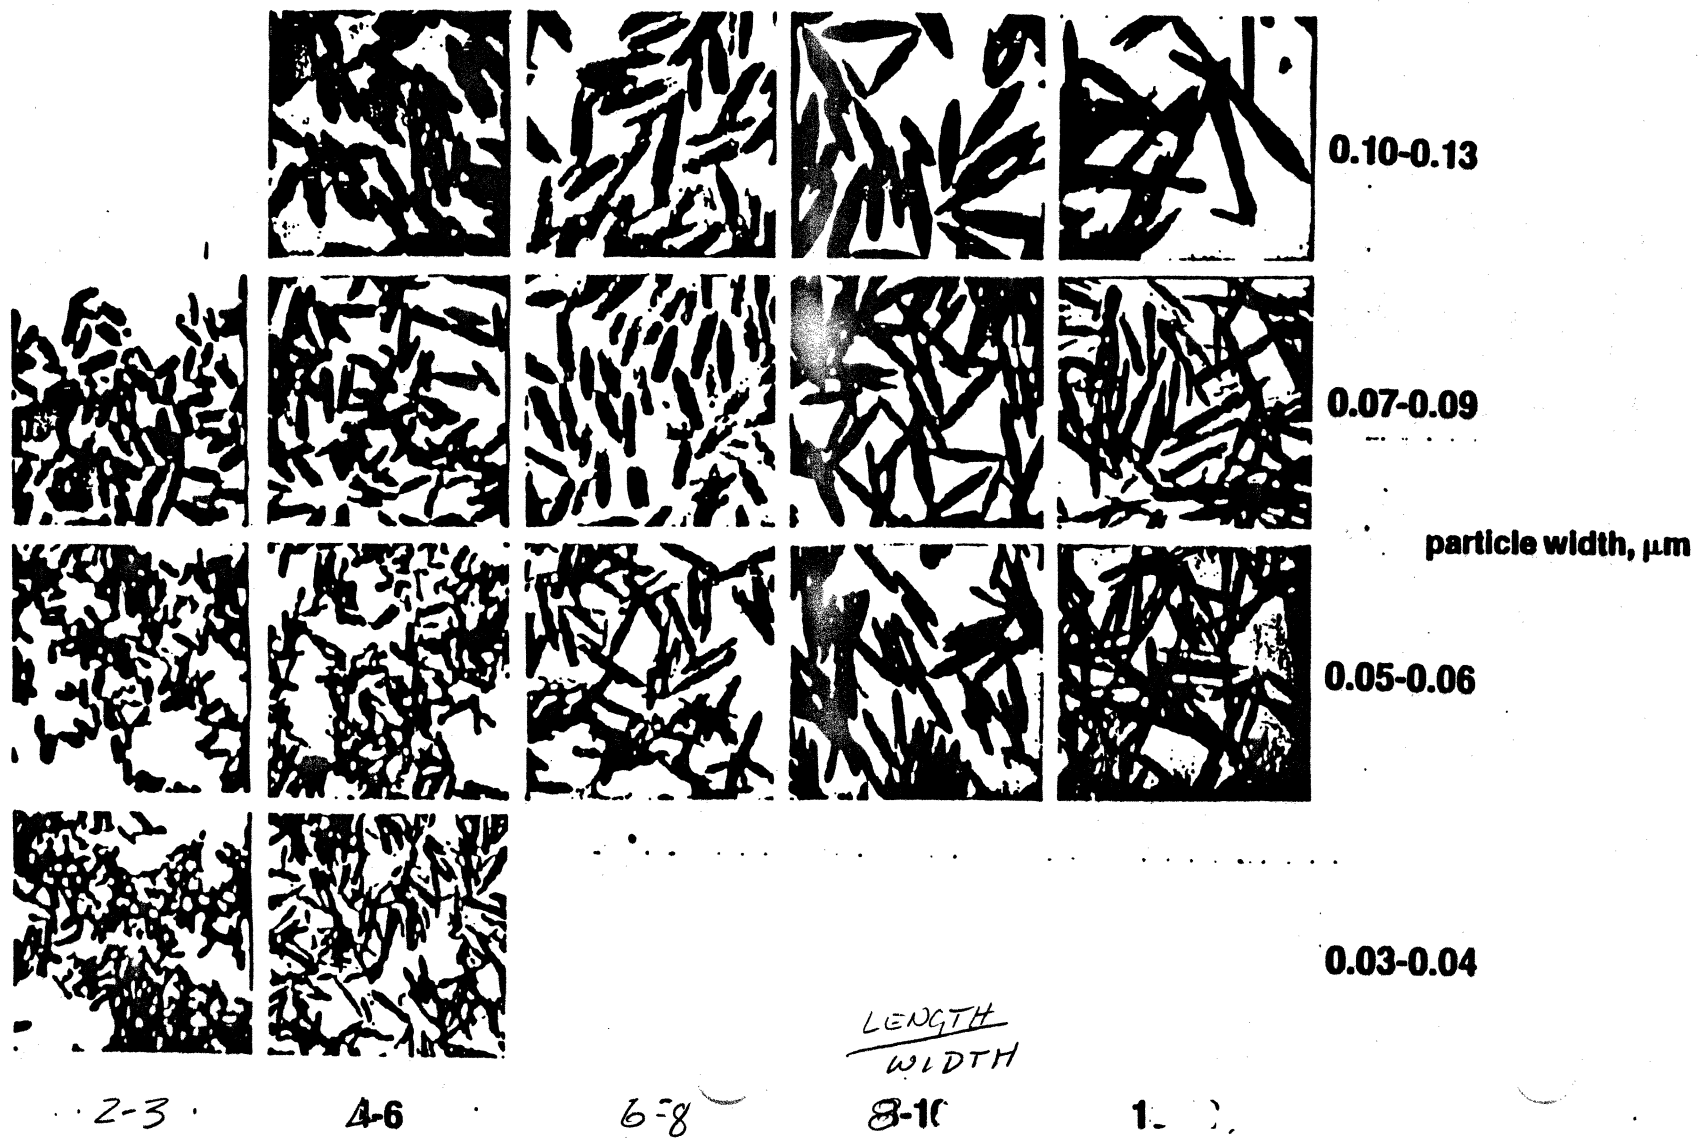 0.10-0.13
0.07-0.09
particle width, μm
0.05-0.06
0.03-0.04
LENGTH
WIDTH
2-3 4-6 6-8 8-10